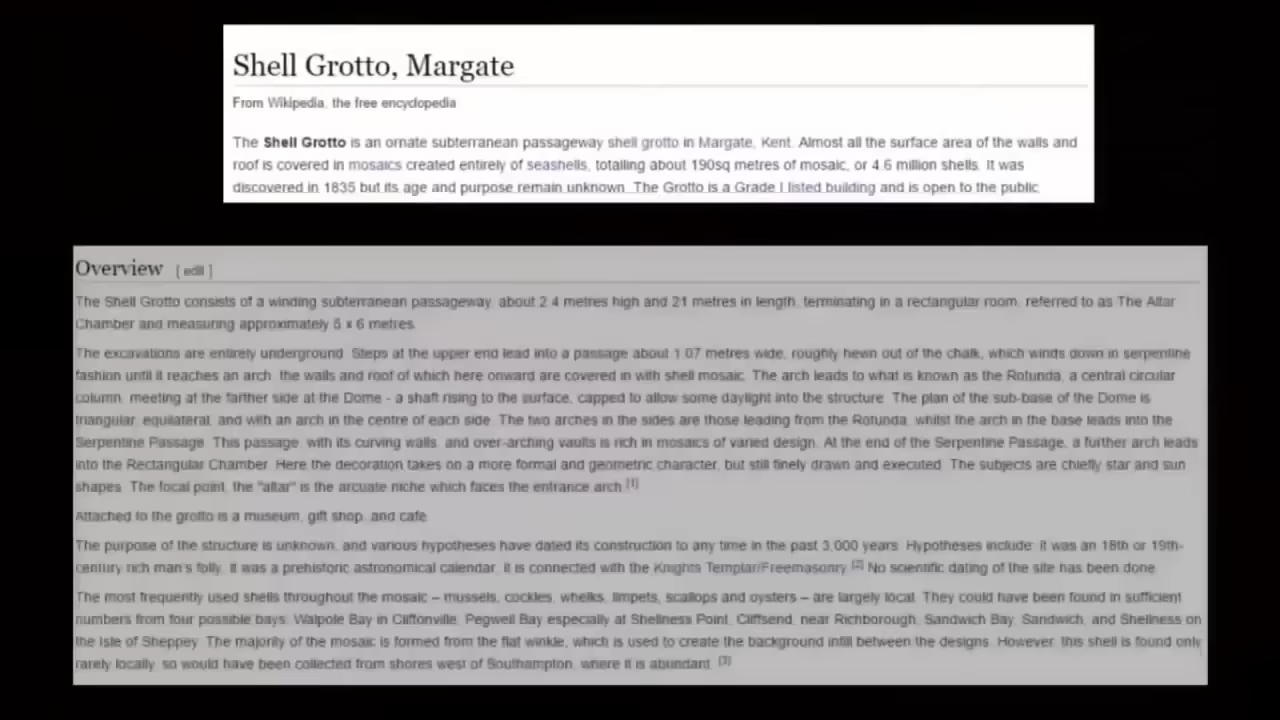 Shell Grotto, Margate
From Wikipedia, the free encyclopedia
The Shell Grotto is an ornate subterranean passageway shell grotto in Margate, Kent. Almost all the surface area of the walls and
roof is covered in mosaics created entirely of seashells, totalling about 190sq metres of mosaic, or 4.6 million shells. It was
discovered in 1835 but its age and purpose remain unknown. The Grotto is a Grade I listed building and is open to the public.
Overview [ edit ]
The Shell Grotto consists of a winding subterranean passageway, about 2.4 metres high and 21 metres in length, terminating in a rectangular room, referred to as The Altar
Chamber and measuring approximately 5 x 6 metres.
The excavations are entirely underground. Steps at the upper end lead into a passage about 1.07 metres wide, roughly hewn out of the chalk, which winds down in serpentine
fashion until it reaches an arch, the walls and roof of which here onward are covered in with shell mosaic. The arch leads to what is known as the Rotunda, a central circular
column, meeting at the farther side at the Dome - a shaft rising to the surface, capped to allow some daylight into the structure. The plan of the sub-base of the Dome is
triangular, equilateral, and with an arch in the centre of each side. The two arches in the sides are those leading from the Rotunda, whilst the arch in the base leads into the
Serpentine Passage. This passage, with its curving walls, and over-arching vaults is rich in mosaics of varied design. At the end of the Serpentine Passage, a further arch leads
into the Rectangular Chamber. Here the decoration takes on a more formal and geometric character, but still finely drawn and executed. The subjects are chiefly star and sun
shapes. The focal point, the "altar" is the arcuate niche which faces the entrance arch.[1]
Attached to the grotto is a museum, gift shop, and cafe.
The purpose of the structure is unknown, and various hypotheses have dated its construction to any time in the past 3,000 years. Hypotheses include: it was an 18th or 19th-
century rich man's folly, it was a prehistoric astronomical calendar, it is connected with the Knights Templar/Freemasonry.[2] No scientific dating of the site has been done.
The most frequently used shells throughout the mosaic – mussels, cockles, whelks, limpets, scallops and oysters – are largely local. They could have been found in sufficient
numbers from four possible bays: Walpole Bay in Cliftonville, Pegwell Bay especially at Shellness Point, Cliffsend, near Richborough, Sandwich Bay, Sandwich, and Shellness on
the Isle of Sheppey. The majority of the mosaic is formed from the flat winkle, which is used to create the background infill between the designs. However, this shell is found only
rarely locally, so would have been collected from shores west of Southampton, where it is abundant.[3]